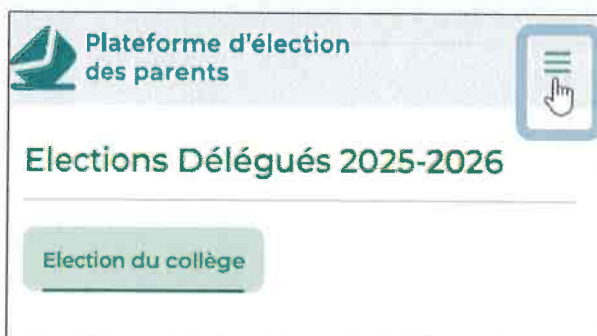 Plateforme d'élection
des parents
Elections Délégués 2025-2026
Election du collège